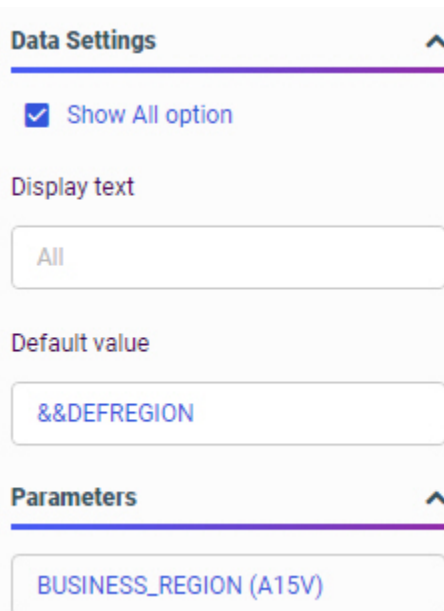 Data Settings
Show All option
Display text
All
Default value
&&DEFREGION
Parameters
BUSINESS_REGION (A15V)